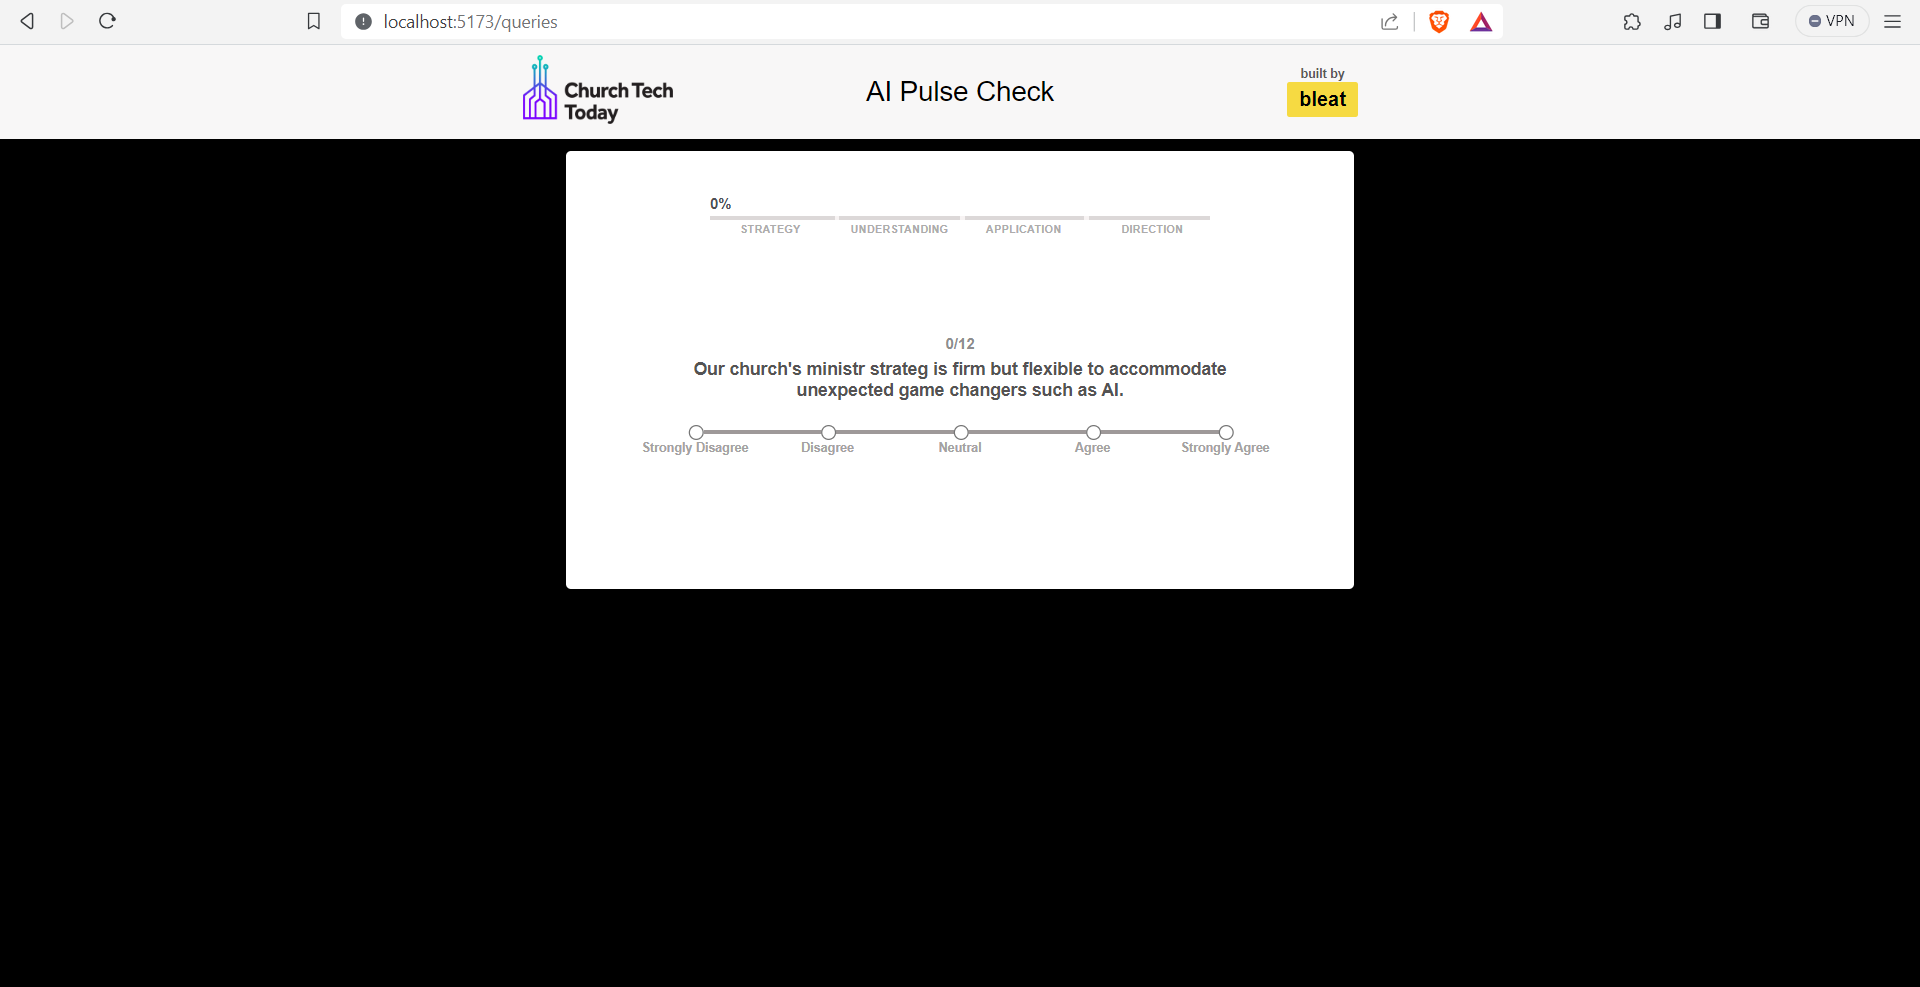 localhost:5173/queries
VPN
Church Tech
Today
AI Pulse Check
built by
bleat
0%
STRATEGY UNDERSTANDING APPLICATION DIRECTION
0/12
Our church's ministr strateg is firm but flexible to accommodate
unexpected game changers such as AI.
Strongly Disagree Disagree Neutral Agree Strongly Agree